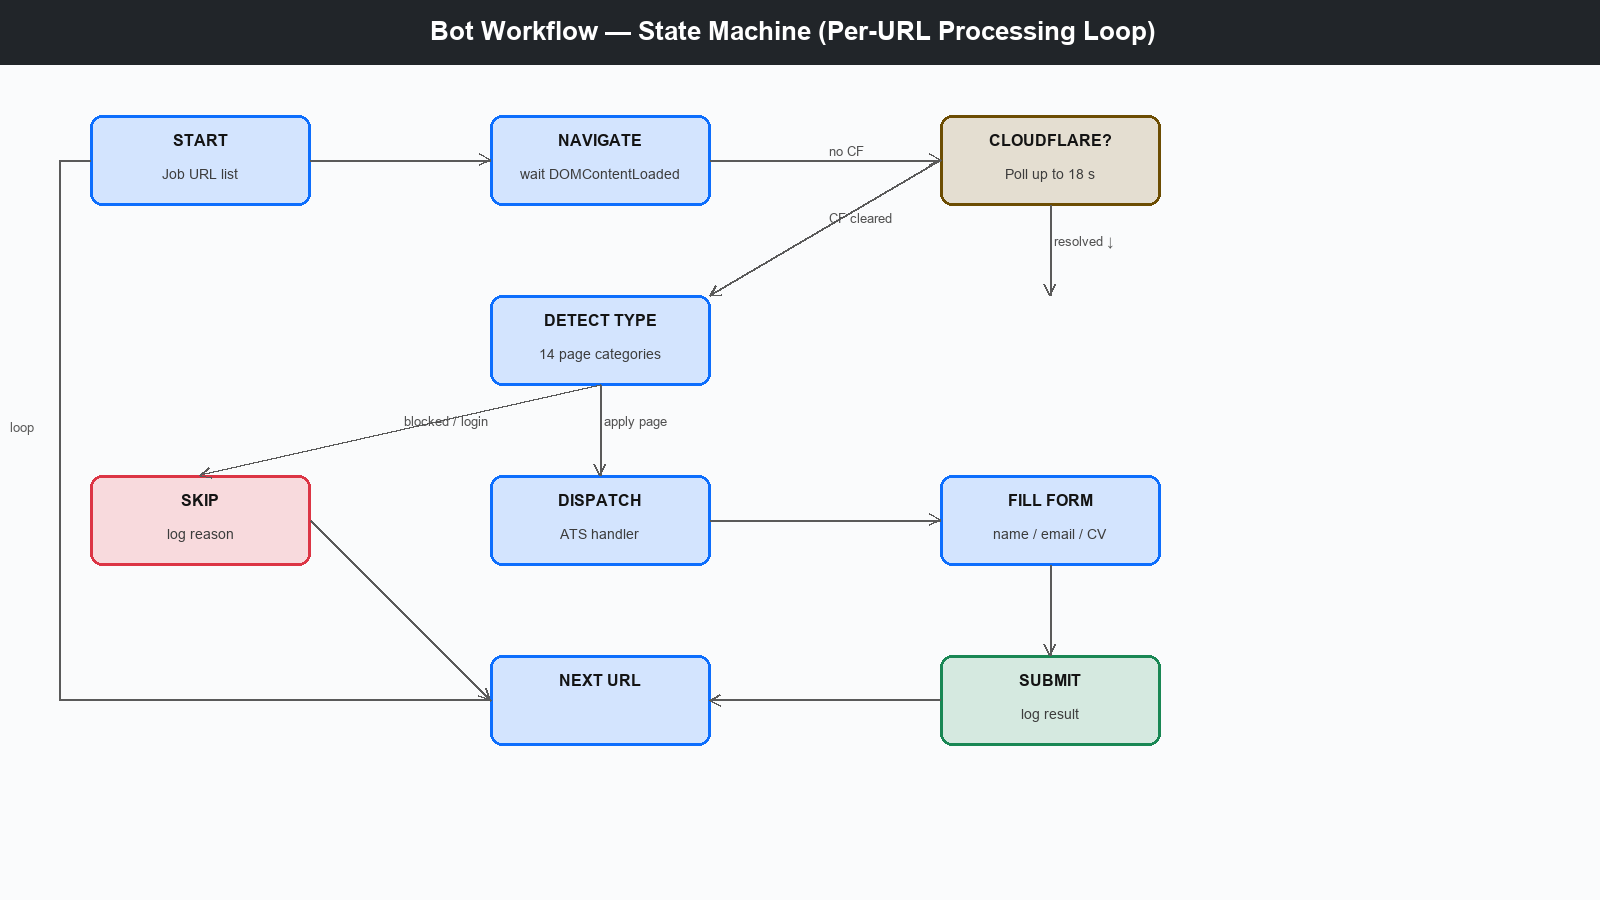 Bot Workflow — State Machine (Per-URL Processing Loop)
START
Job URL list
NAVIGATE
wait DOMContentLoaded
no CF
CLOUDFLARE?
Poll up to 18 s
CF cleared
resolved ↓
DETECT TYPE
14 page categories
blocked / login
apply page
loop
SKIP
log reason
DISPATCH
ATS handler
FILL FORM
name / email / CV
NEXT URL
SUBMIT
log result